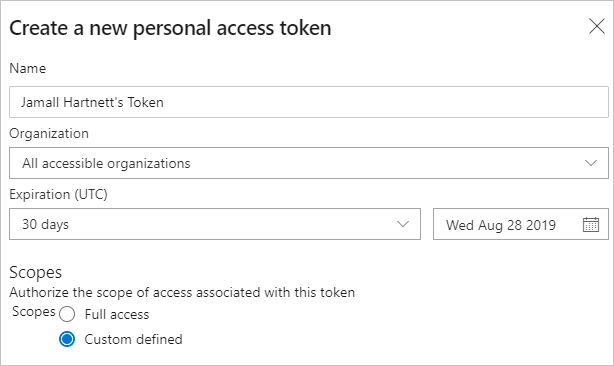 Create a new personal access token
Name
Jamall Hartnett's Token
Organization
All accessible organizations
Expiration (UTC)
30 days
Wed Aug 28 2019
Scopes
Authorize the scope of access associated with this token
Scopes Full access
Custom defined